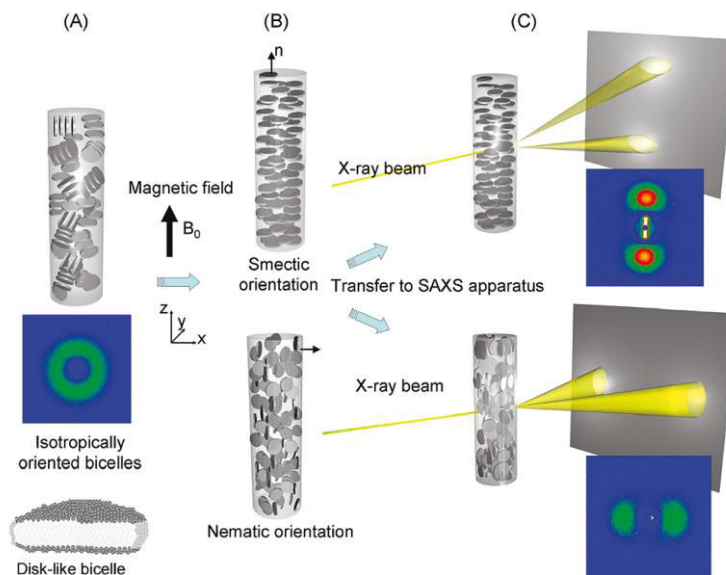 (A)
(B)
(C)
n
Magnetic field
B0
X-ray beam
Smectic
orientation
Transfer to SAXS apparatus
z
y
x
X-ray beam
Isotropically
oriented bicelles
Nematic orientation
Disk-like bicelle